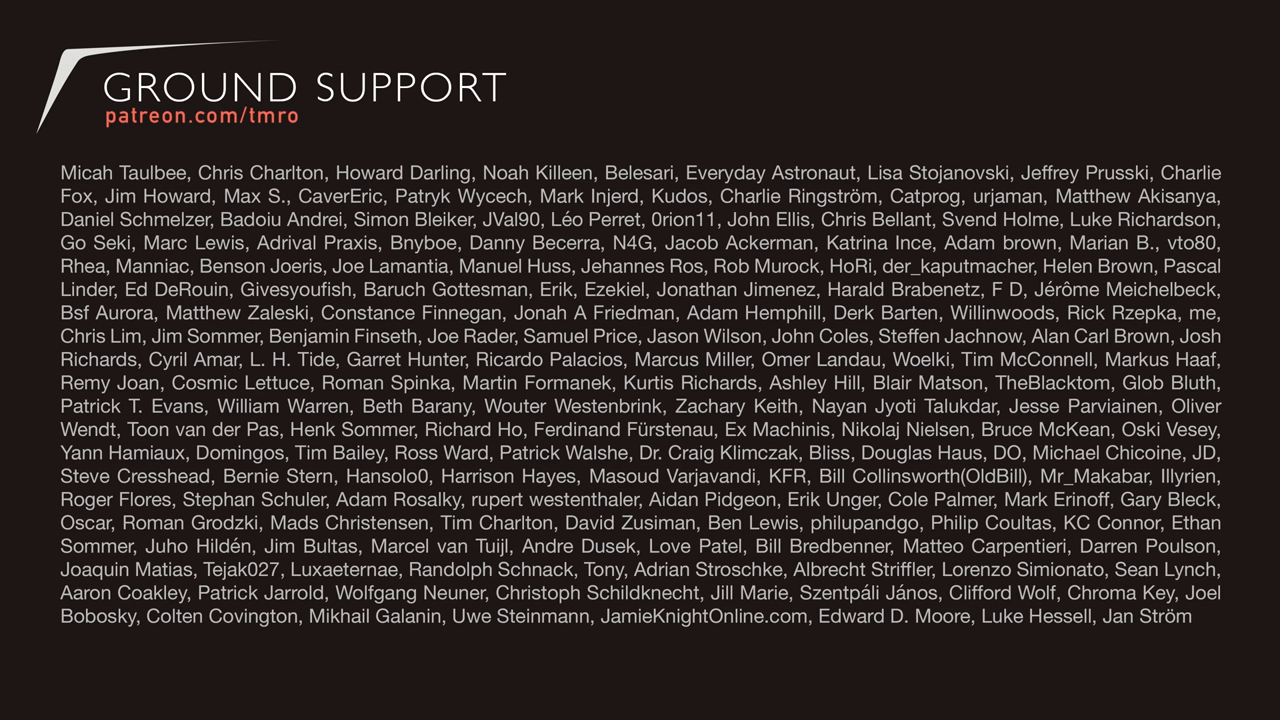 GROUND SUPPORT
patreon.com/tmro
Micah Taulbee, Chris Charlton, Howard Darling, Noah Killeen, Belesari, Everyday Astronaut, Lisa Stojanovski, Jeffrey Prusski, Charlie
Fox, Jim Howard, Max S., CaverEric, Patryk Wycech, Mark Injerd, Kudos, Charlie Ringström, Catprog, urjaman, Matthew Akisanya,
Daniel Schmelzer, Badoiu Andrei, Simon Bleiker, JVal90, Léo Perret, 0rion11, John Ellis, Chris Bellant, Svend Holme, Luke Richardson,
Go Seki, Marc Lewis, Adrival Praxis, Bnyboe, Danny Becerra, N4G, Jacob Ackerman, Katrina Ince, Adam brown, Marian B., vto80,
Rhea, Manniac, Benson Joeris, Joe Lamantia, Manuel Huss, Jehannes Ros, Rob Murock, HoRi, der_kaputmacher, Helen Brown, Pascal
Linder, Ed DeRouin, Givesyoufish, Baruch Gottesman, Erik, Ezekiel, Jonathan Jimenez, Harald Brabenetz, F D, Jérôme Meichelbeck,
Bsf Aurora, Matthew Zaleski, Constance Finnegan, Jonah A Friedman, Adam Hemphill, Derk Barten, Willinwoods, Rick Rzepka, me,
Chris Lim, Jim Sommer, Benjamin Finseth, Joe Rader, Samuel Price, Jason Wilson, John Coles, Steffen Jachnow, Alan Carl Brown, Josh
Richards, Cyril Amar, L. H. Tide, Garret Hunter, Ricardo Palacios, Marcus Miller, Omer Landau, Woelki, Tim McConnell, Markus Haaf,
Remy Joan, Cosmic Lettuce, Roman Spinka, Martin Formanek, Kurtis Richards, Ashley Hill, Blair Matson, TheBlacktom, Glob Bluth,
Patrick T. Evans, William Warren, Beth Barany, Wouter Westenbrink, Zachary Keith, Nayan Jyoti Talukdar, Jesse Parviainen, Oliver
Wendt, Toon van der Pas, Henk Sommer, Richard Ho, Ferdinand Fürstenau, Ex Machinis, Nikolaj Nielsen, Bruce McKean, Oski Vesey,
Yann Hamiaux, Domingos, Tim Bailey, Ross Ward, Patrick Walshe, Dr. Craig Klimczak, Bliss, Douglas Haus, DO, Michael Chicoine, JD,
Steve Cresshead, Bernie Stern, Hansolo0, Harrison Hayes, Masoud Varjavandi, KFR, Bill Collinsworth(OldBill), Mr_Makabar, Illyrien,
Roger Flores, Stephan Schuler, Adam Rosalky, rupert westenthaler, Aidan Pidgeon, Erik Unger, Cole Palmer, Mark Erinoff, Gary Bleck,
Oscar, Roman Grodzki, Mads Christensen, Tim Charlton, David Zusiman, Ben Lewis, philupandgo, Philip Coultas, KC Connor, Ethan
Sommer, Juho Hildén, Jim Bultas, Marcel van Tuijl, Andre Dusek, Love Patel, Bill Bredbenner, Matteo Carpentieri, Darren Poulson,
Joaquin Matias, Tejak027, Luxaeternae, Randolph Schnack, Tony, Adrian Stroschke, Albrecht Striffler, Lorenzo Simionato, Sean Lynch,
Aaron Coakley, Patrick Jarrold, Wolfgang Neuner, Christoph Schildknecht, Jill Marie, Szentpáli János, Clifford Wolf, Chroma Key, Joel
Bobosky, Colten Covington, Mikhail Galanin, Uwe Steinmann, JamieKnightOnline.com, Edward D. Moore, Luke Hessell, Jan Ström